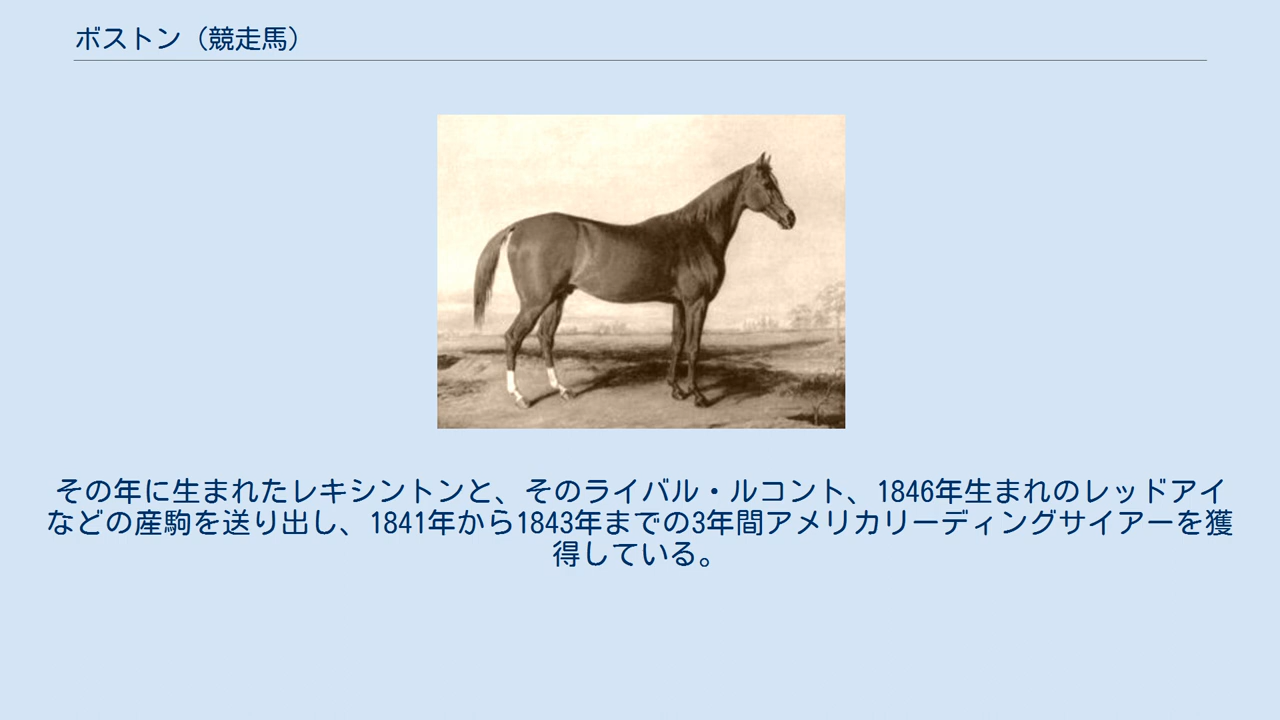 ボストン（競走馬）
その年に生まれたレキシントンと、そのライバル・ルコント、1846年生まれのレッドアイ
などの産駒を送り出し、1841年から1843年までの3年間アメリカリーディングサイアーを獲
得している。